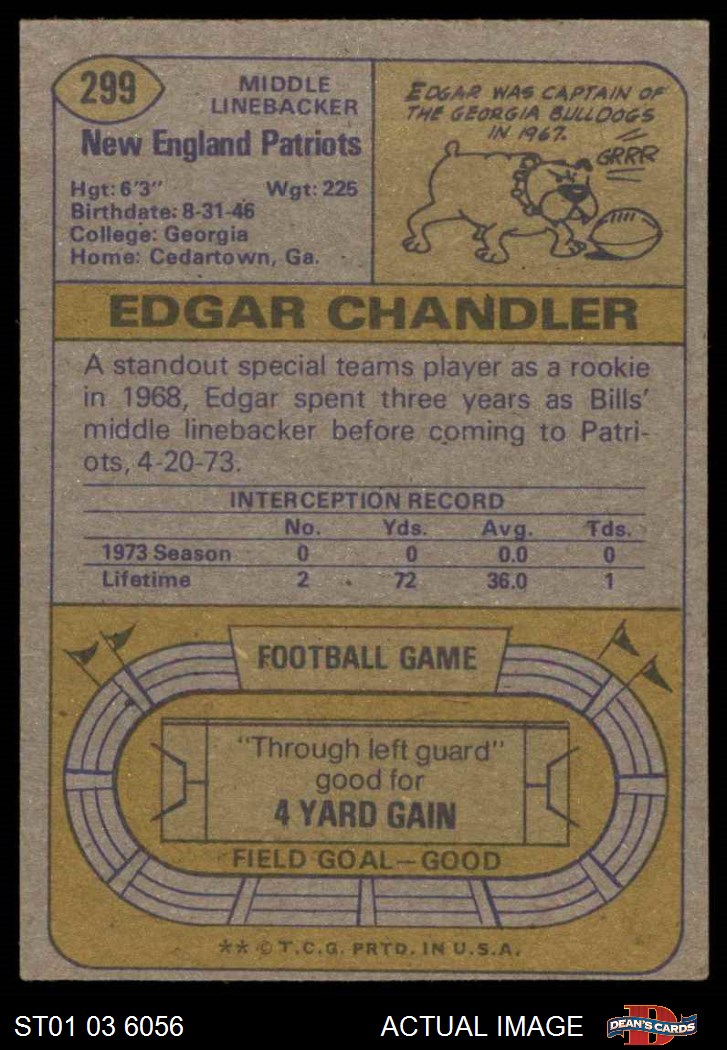 299
MIDDLE
LINEBACKER
New England Patriots
Hgt: 6'3" Wgt: 225
Birthdate: 8-31-46
College: Georgia
Home: Cedartown, Ga.
EDGAR WAS CAPTAIN OF
THE GEORGIA BULLDOGS
IN 1967.
GRRR
EDGAR CHANDLER
A standout special teams player as a rookie
in 1968, Edgar spent three years as Bills'
middle linebacker before coming to Patri-
ots, 4-20-73.
INTERCEPTION RECORD
No. Yds. Avg. Tds.
1973 Season 0 0 0.0 0
Lifetime 2 72 36.0 1
FOOTBALL GAME
"Through left guard"
good for
4 YARD GAIN
FIELD GOAL—GOOD
** © T.C.G. PRTD. IN U.S.A.
ST01 03 6056 ACTUAL IMAGE D DEAN'S CARDS